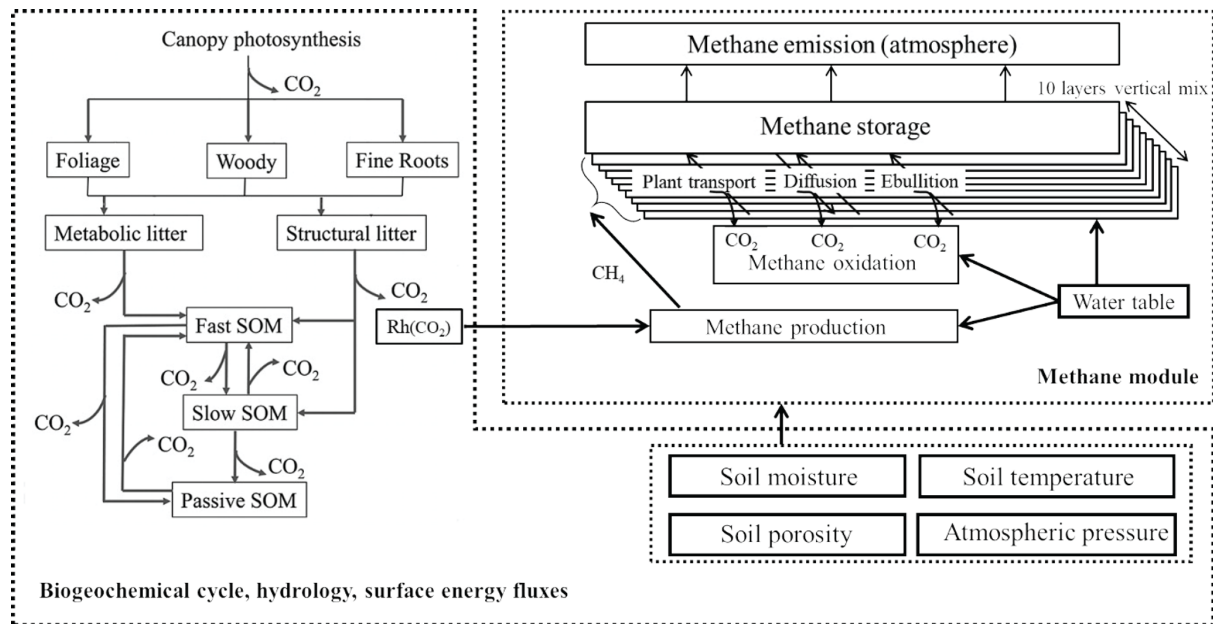 Canopy photosynthesis
CO2
Foliage
Woody
Fine Roots
Metabolic litter
Structural litter
CO2
CO2
Fast SOM
Rh(CO2)
CO2
CO2
Slow SOM
CO2
CO2
CO2
Passive SOM
Biogeochemical cycle, hydrology, surface energy fluxes
Methane emission (atmosphere)
10 layers vertical mix
Methane storage
Plant transport
Diffusion
Ebullition
CO2
CO2
CO2
Methane oxidation
CH4
Water table
Methane production
Methane module
Soil moisture
Soil temperature
Soil porosity
Atmospheric pressure